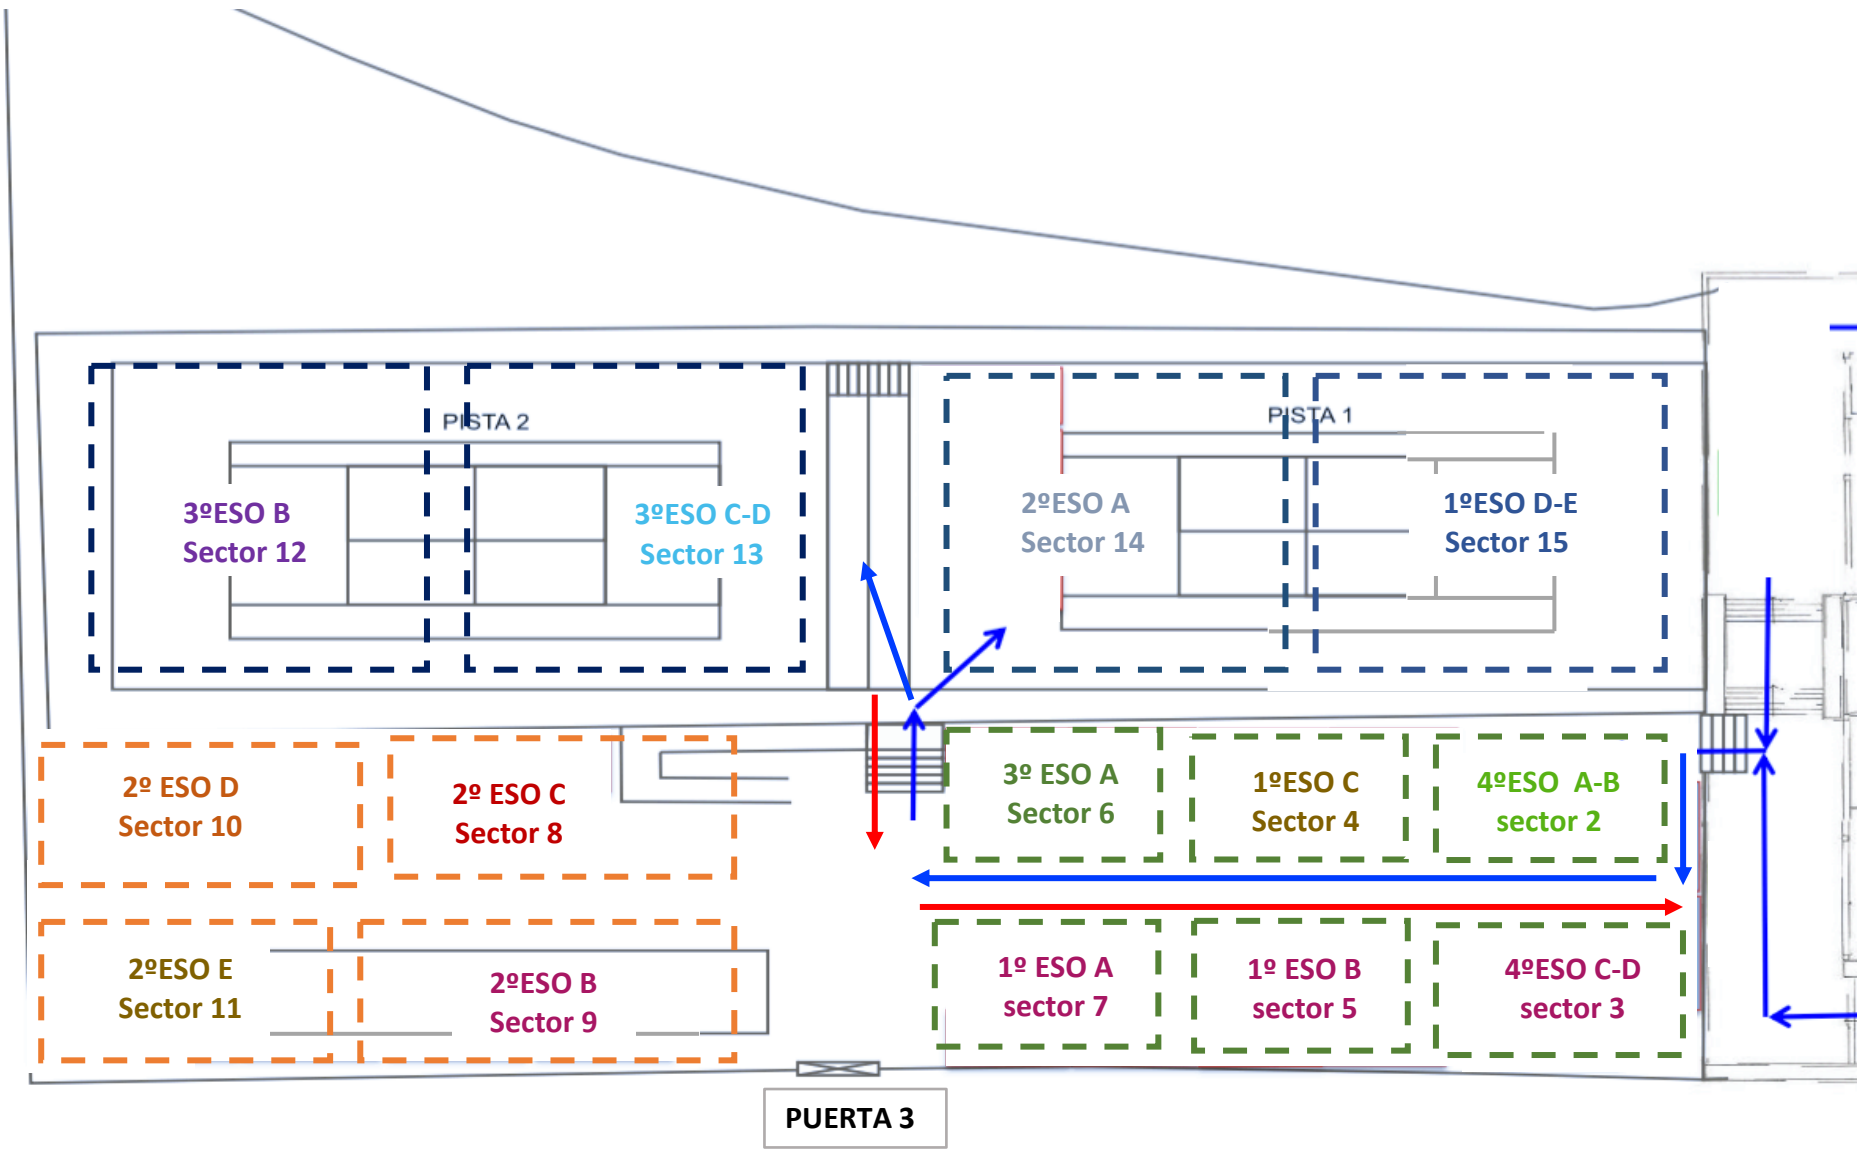 PISTA 2
PISTA 1
3ºESO B
Sector 12
3ºESO C-D
Sector 13
2ºESO A
Sector 14
1ºESO D-E
Sector 15
2º ESO D
Sector 10
2º ESO C
Sector 8
3º ESO A
Sector 6
1ºESO C
Sector 4
4ºESO  A-B
sector 2
2ºESO E
Sector 11
2ºESO B
Sector 9
1º ESO A
sector 7
1º ESO B
sector 5
4ºESO C-D
sector 3
PUERTA 3